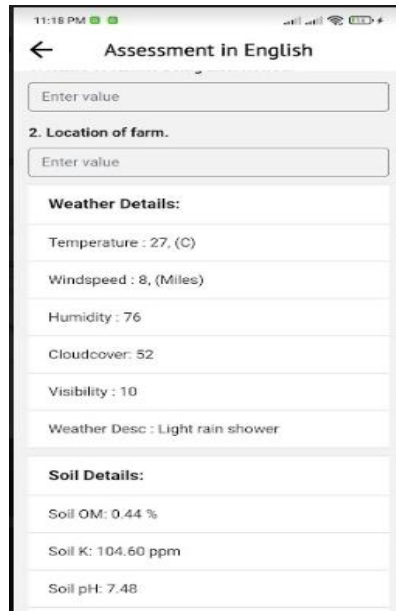 11:18 PM
Assessment in English
Enter value
2. Location of farm.
Enter value
Weather Details:
Temperature : 27, (C)
Windspeed : 8, (Miles)
Humidity : 76
Cloudcover: 52
Visibility : 10
Weather Desc : Light rain shower
Soil Details:
Soil OM: 0.44 %
Soil K: 104.60 ppm
Soil pH: 7.48